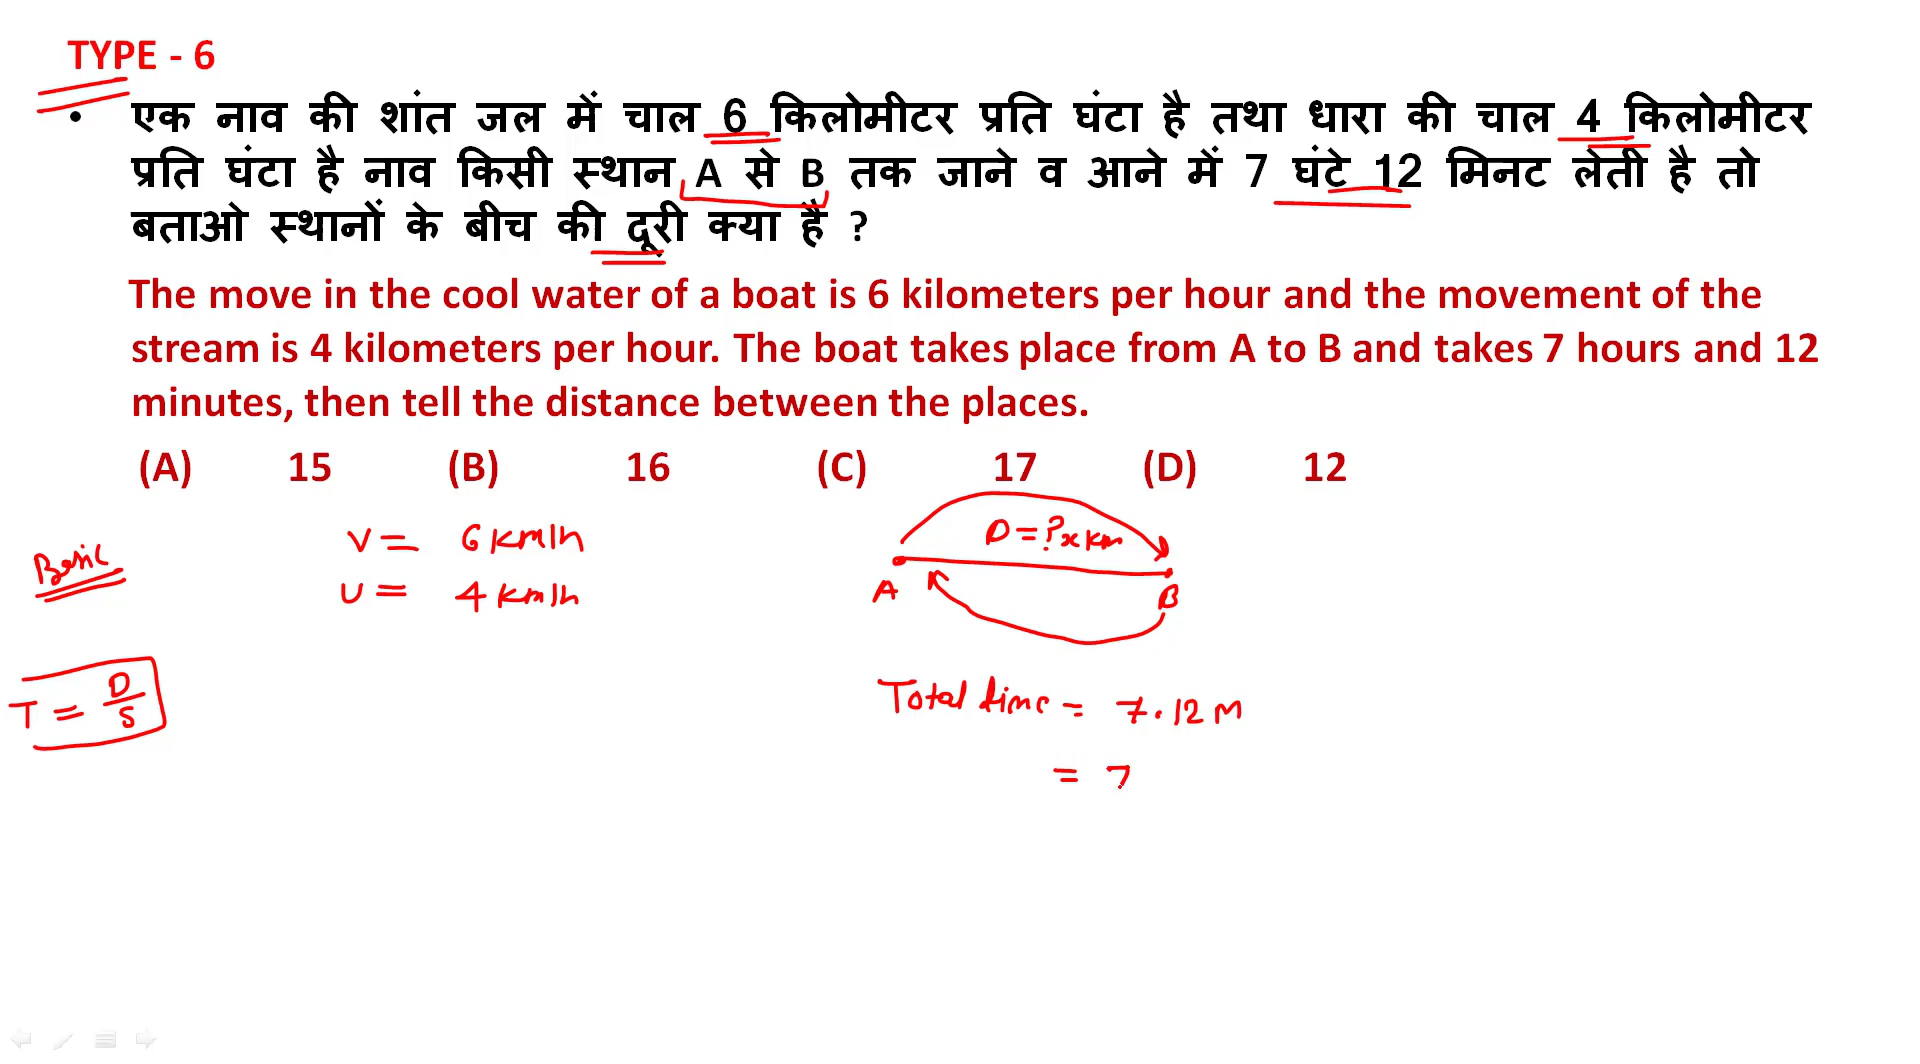 TYPE - 6
• एक नाव की शांत जल में चाल 6 किलोमीटर प्रति घंटा है तथा धारा की चाल 4 किलोमीटर
प्रति घंटा है नाव किसी स्थान A से B तक जाने व आने में 7 घंटे 12 मिनट लेती है तो
बताओ स्थानों के बीच की दूरी क्या है ?
The move in the cool water of a boat is 6 kilometers per hour and the movement of the
stream is 4 kilometers per hour. The boat takes place from A to B and takes 7 hours and 12
minutes, then tell the distance between the places.
(A) 15 (B) 16 (C) 17 (D) 12
Basic
V = 6 km/h
U = 4 km/h
D = ? x km
A B
T = D/S
Total time = 7.12 M
= 7